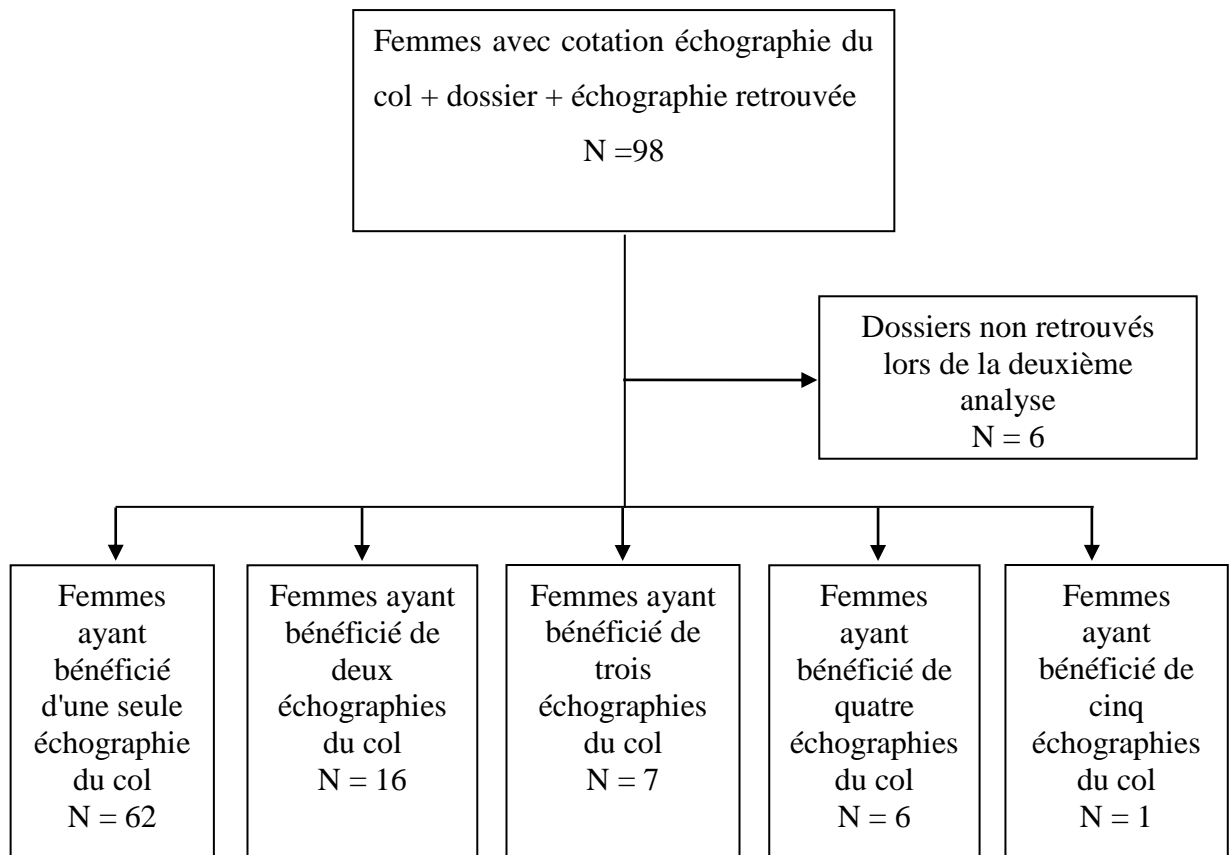 Femmes avec cotation échographie du
col + dossier + échographie retrouvée
N =98
Dossiers non retrouvés
lors de la deuxième
analyse
N = 6
Femmes
ayant
bénéficié
d'une seule
échographie
du col
N = 62
Femmes ayant
bénéficié de
deux
échographies
du col
N = 16
Femmes ayant
bénéficié de
trois
échographies
du col
N = 7
Femmes
ayant
bénéficié de
quatre
échographies
du col
N = 6
Femmes
ayant
bénéficié de
cinq
échographies
du col
N = 1